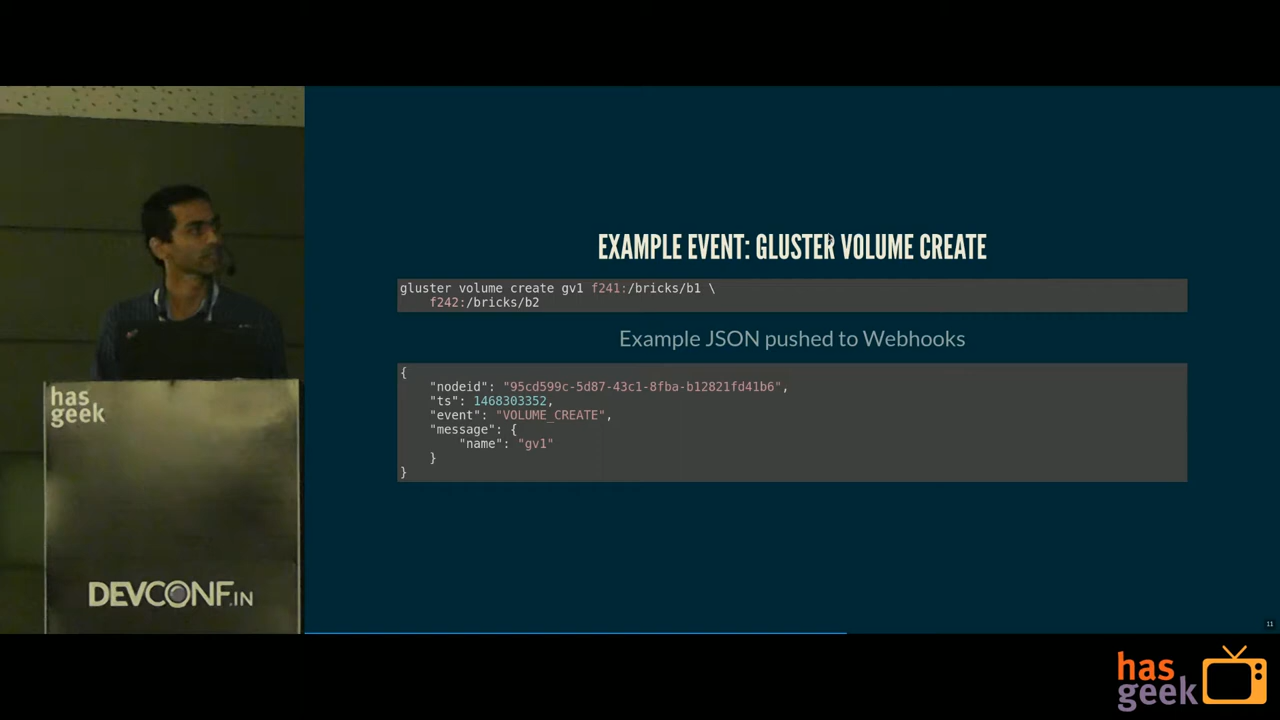 EXAMPLE EVENT: GLUSTER VOLUME CREATE
gluster volume create gv1 f241:/bricks/b1 \
f242:/bricks/b2
Example JSON pushed to Webhooks
{
"nodeid": "95cd599c-5d87-43c1-8fba-b12821fd41b6",
"ts": 1468303352,
"event": "VOLUME_CREATE",
"message": {
"name": "gv1"
}
}
11
has
geek
DEVCONF.IN
has
geek